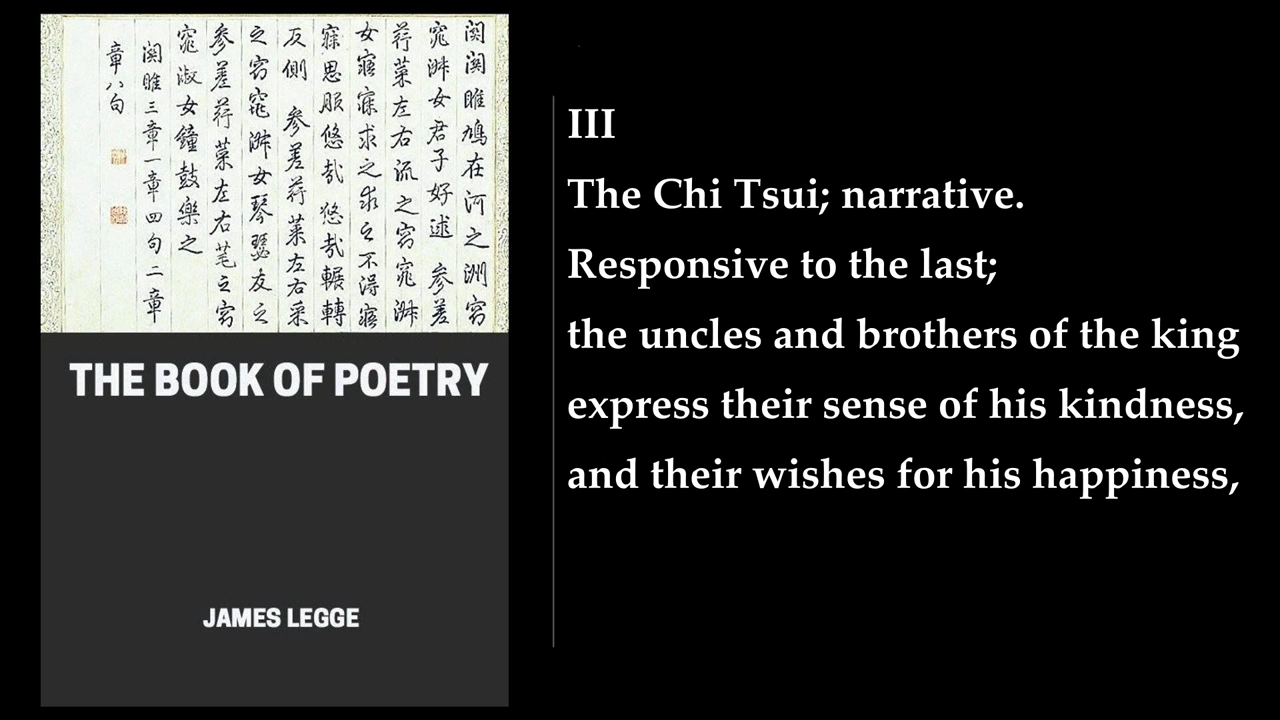 關關雎鳩在河之洲窈
窕淑女君子好逑 參差
荇菜左右流之窈窕淑
女寤寐求之求之不得寤
寐思服悠哉悠哉輾轉
反側 參差荇菜左右采
之窈窕淑女琴瑟友之
參差荇菜左右芼之窈
窕淑女鐘鼓樂之
關雎三章一章四句二章
章八句
THE BOOK OF POETRY
JAMES LEGGE
III
The Chi Tsui; narrative.
Responsive to the last;
the uncles and brothers of the king
express their sense of his kindness,
and their wishes for his happiness,